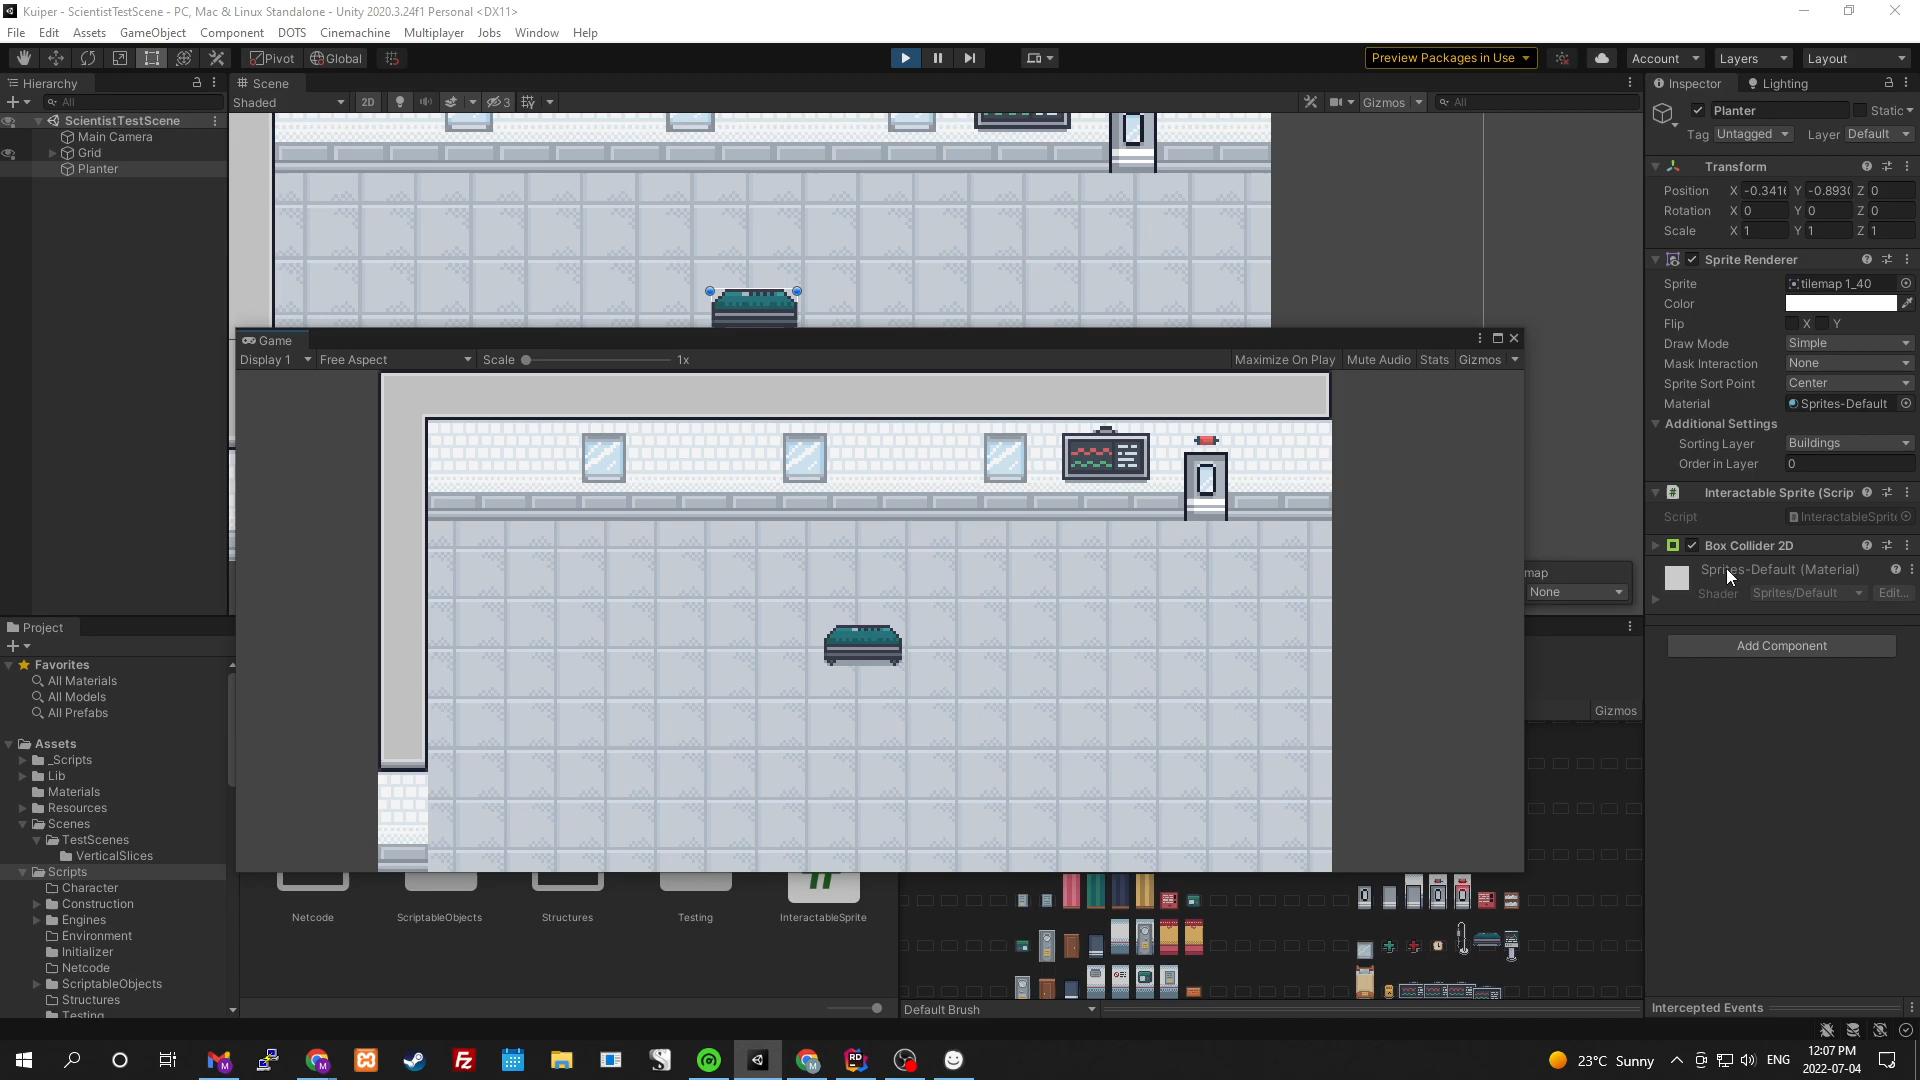 Kuiper - ScientistTestScene - PC, Mac & Linux Standalone - Unity 2020.3.24f1 Personal <DX11>
File Edit Assets GameObject Component DOTS Cinemachine Multiplayer Jobs Window Help
Pivot Global Preview Packages in Use Account Layers Layout
Hierarchy Scene Inspector Lighting
All Shaded 2D 3 Gizmos All
Planter Static
ScientistTestScene
Main Camera
Grid
Planter
Tag Untagged Layer Default
Transform
Position X -0.3416 Y Z 0
Rotation X 0 Y 0 Z 0
Scale X 1 Y 1 Z 1
Sprite Renderer
Sprite tilemap 1_40
Color
Flip X Y
Draw Mode Simple
Mask Interaction None
Sprite Sort Point Center
Material Sprites-Default
Additional Settings
Sorting Layer Buildings
Order in Layer 0
Interactable Sprite (Scrip
Script InteractableSprite
Box Collider 2D
Sprites-Default (Material)
Shader Sprites/Default Edit...
Add Component
Intercepted Events
Game
Display 1 Free Aspect Scale 1x Maximize On Play Mute Audio Stats Gizmos
map
None
Gizmos
Project
Favorites
All Materials
All Models
All Prefabs
Assets
_Scripts
Lib
Materials
Resources
Scenes
TestScenes
VerticalSlices
Scripts
Character
Construction
Engines
Environment
Initializer
Netcode
ScriptableObjects
Structures
Testing
Netcode ScriptableObjects Structures Testing InteractableSprite
Default Brush
23°C Sunny ENG 12:07 PM
2022-07-04